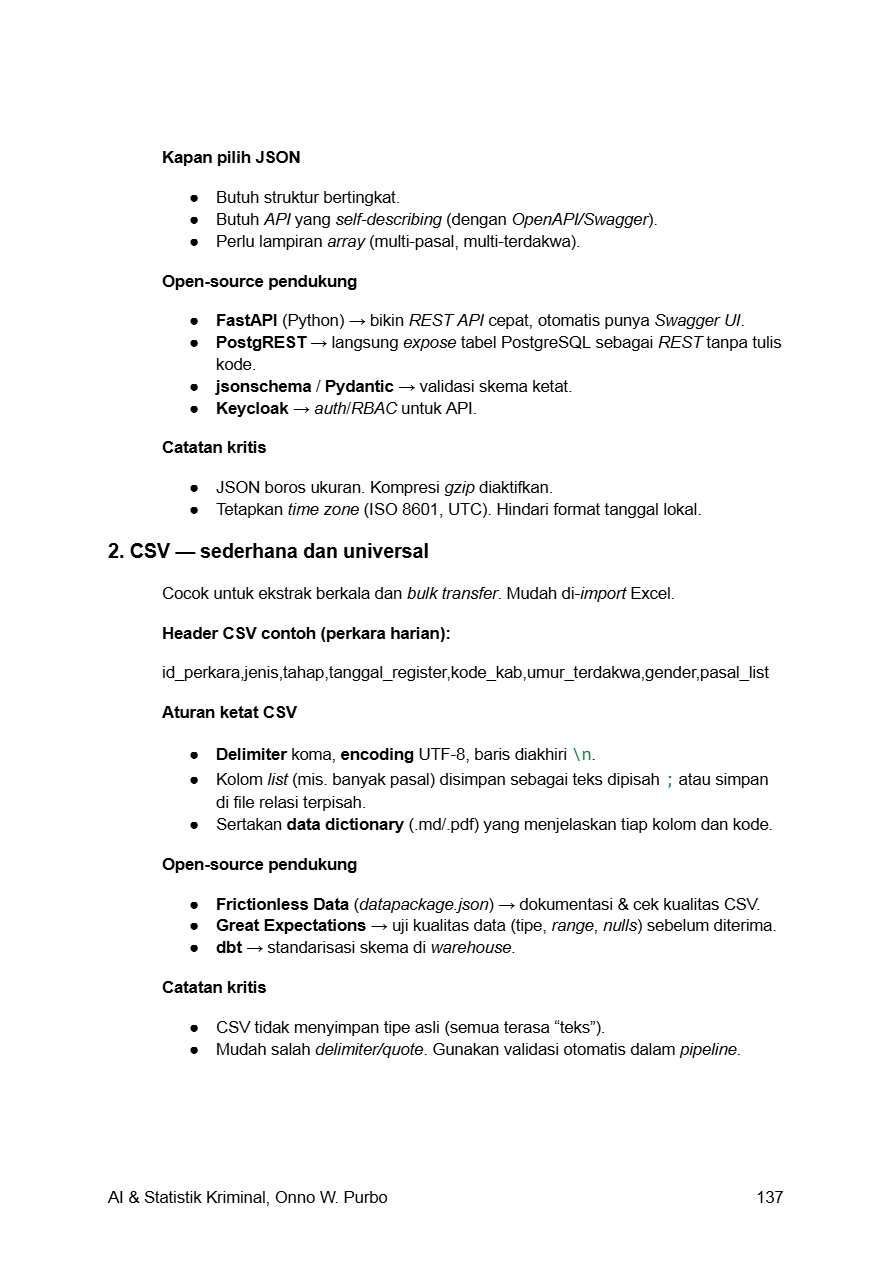 Kapan pilih JSON
● Butuh struktur bertingkat.
● Butuh API yang self-describing (dengan OpenAPI/Swagger).
● Perlu lampiran array (multi-pasal, multi-terdakwa).
Open-source pendukung
● FastAPI (Python) → bikin REST API cepat, otomatis punya Swagger UI.
● PostgREST → langsung expose tabel PostgreSQL sebagai REST tanpa tulis
kode.
● jsonschema / Pydantic → validasi skema ketat.
● Keycloak → auth/RBAC untuk API.
Catatan kritis
● JSON boros ukuran. Kompresi gzip diaktifkan.
● Tetapkan time zone (ISO 8601, UTC). Hindari format tanggal lokal.
2. CSV — sederhana dan universal
Cocok untuk ekstrak berkala dan bulk transfer. Mudah di-import Excel.
Header CSV contoh (perkara harian):
id_perkara,jenis,tahap,tanggal_register,kode_kab,umur_terdakwa,gender,pasal_list
Aturan ketat CSV
● Delimiter koma, encoding UTF-8, baris diakhiri \n.
● Kolom list (mis. banyak pasal) disimpan sebagai teks dipisah ; atau simpan
di file relasi terpisah.
● Sertakan data dictionary (.md/.pdf) yang menjelaskan tiap kolom dan kode.
Open-source pendukung
● Frictionless Data (datapackage.json) → dokumentasi & cek kualitas CSV.
● Great Expectations → uji kualitas data (tipe, range, nulls) sebelum diterima.
● dbt → standarisasi skema di warehouse.
Catatan kritis
● CSV tidak menyimpan tipe asli (semua terasa “teks”).
● Mudah salah delimiter/quote. Gunakan validasi otomatis dalam pipeline.
AI & Statistik Kriminal, Onno W. Purbo 137